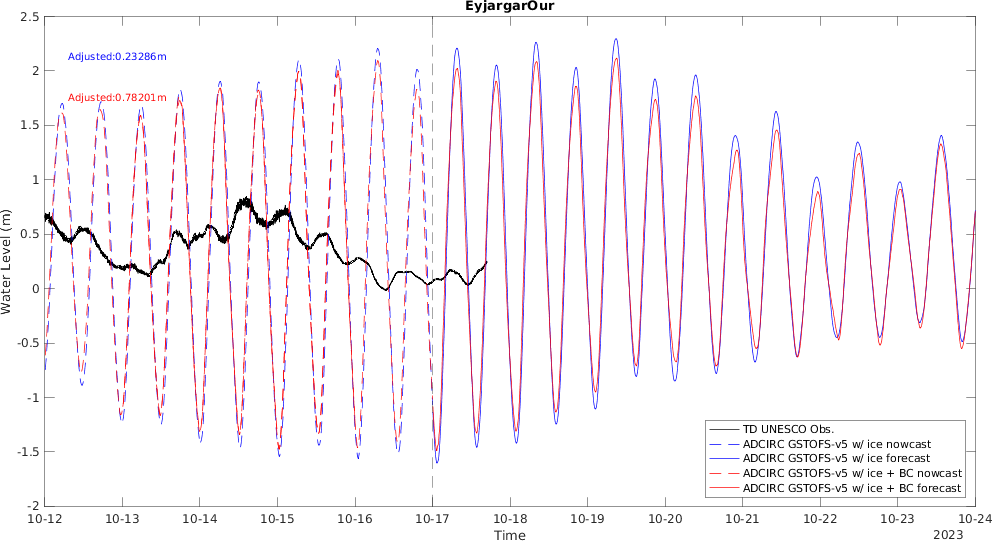 EyjargarOur
Adjusted:0.23286m
Adjusted:0.78201m
Water Level (m)
2.5
2
1.5
1
0.5
0
-0.5
-1
-1.5
-2
10-12 10-13 10-14 10-15 10-16 10-17 10-18 10-19 10-20 10-21 10-22 10-23 10-24
Time
2023
TD UNESCO Obs.
ADCIRC GSTOFS-v5 w/ ice nowcast
ADCIRC GSTOFS-v5 w/ ice forecast
ADCIRC GSTOFS-v5 w/ ice + BC nowcast
ADCIRC GSTOFS-v5 w/ ice + BC forecast